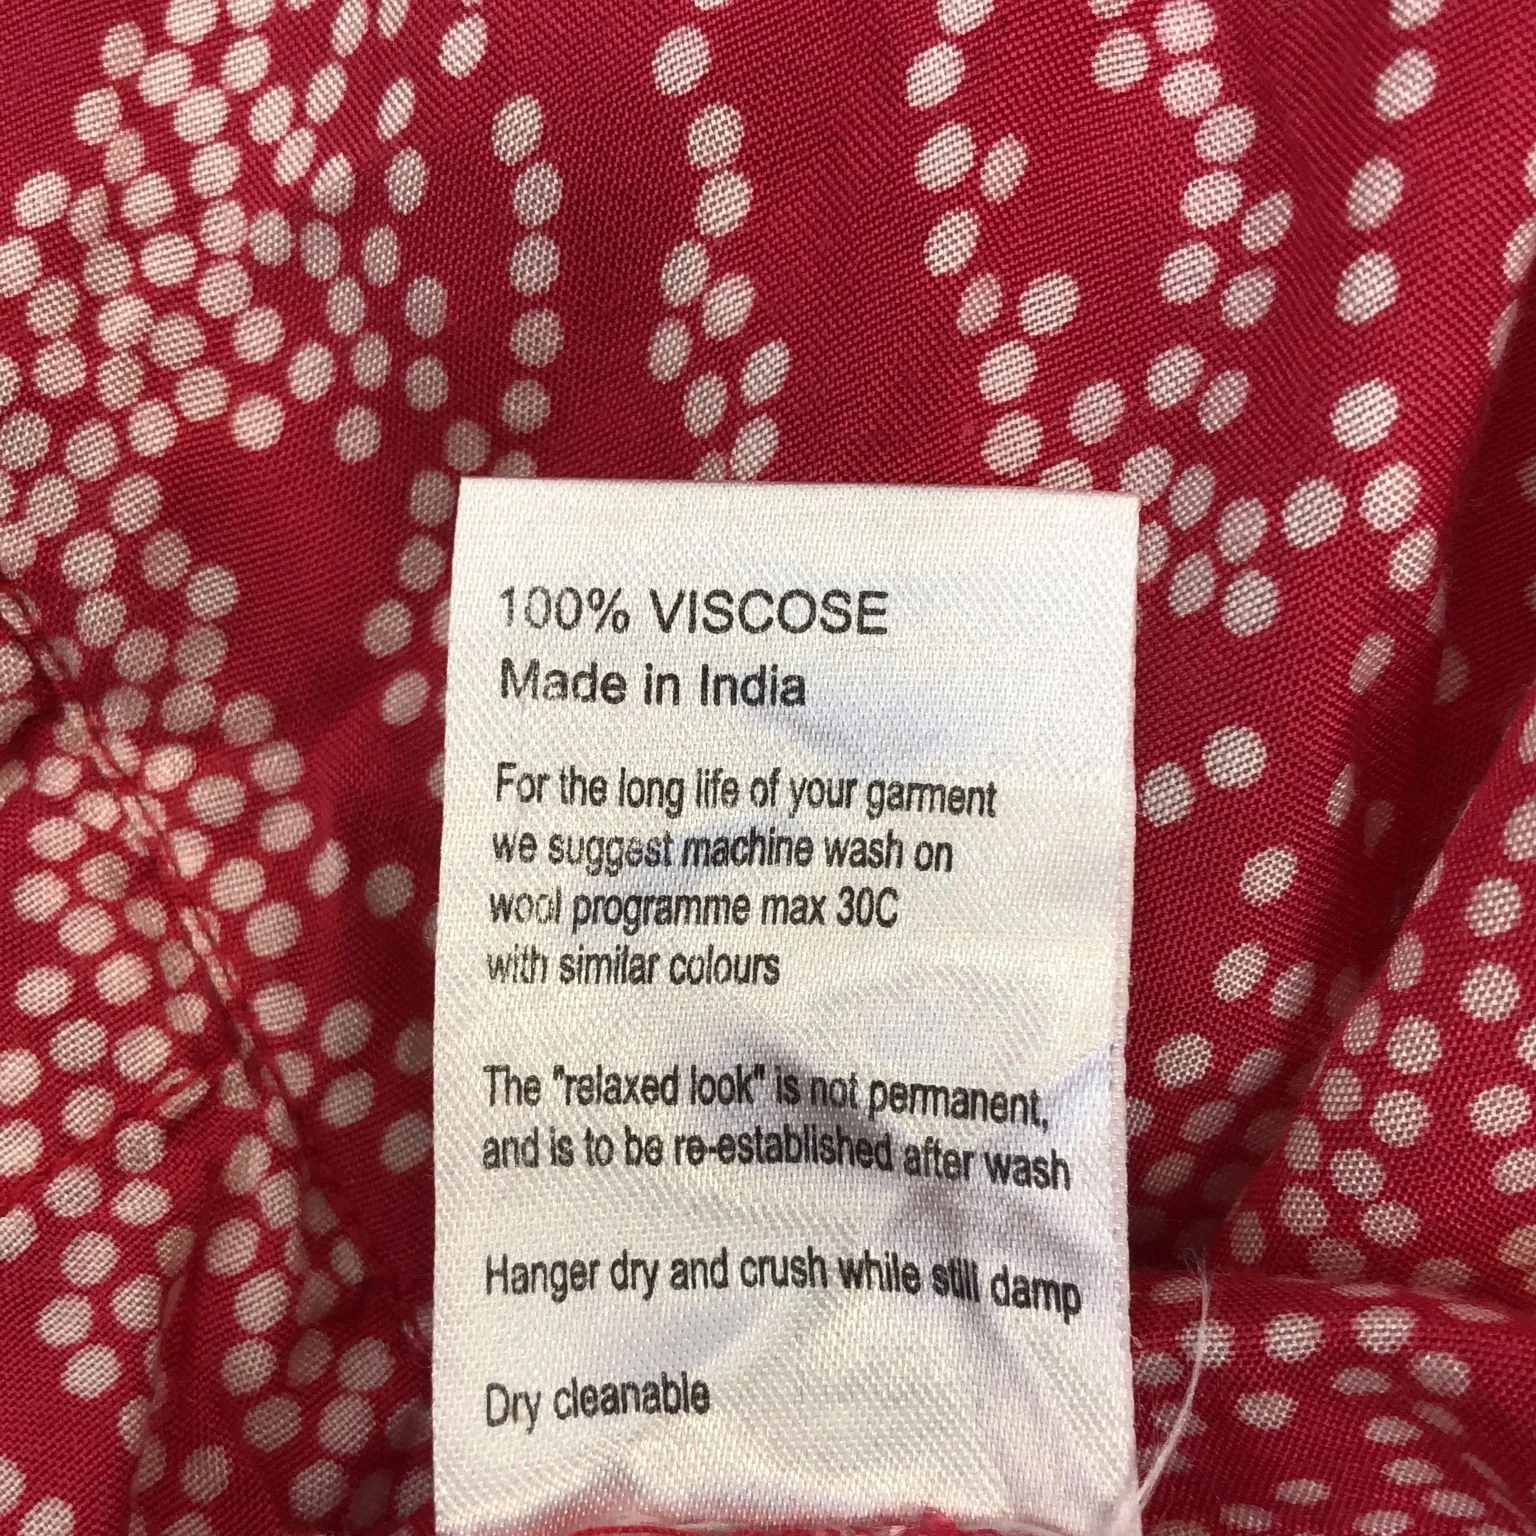 100% VISCOSE
Made in India
For the long life of your garment
we suggest machine wash on
wool programme max 30C
with similar colours
The "relaxed look" is not permanent,
and is to be re-established after wash
Hanger dry and crush while still damp
Dry cleanable